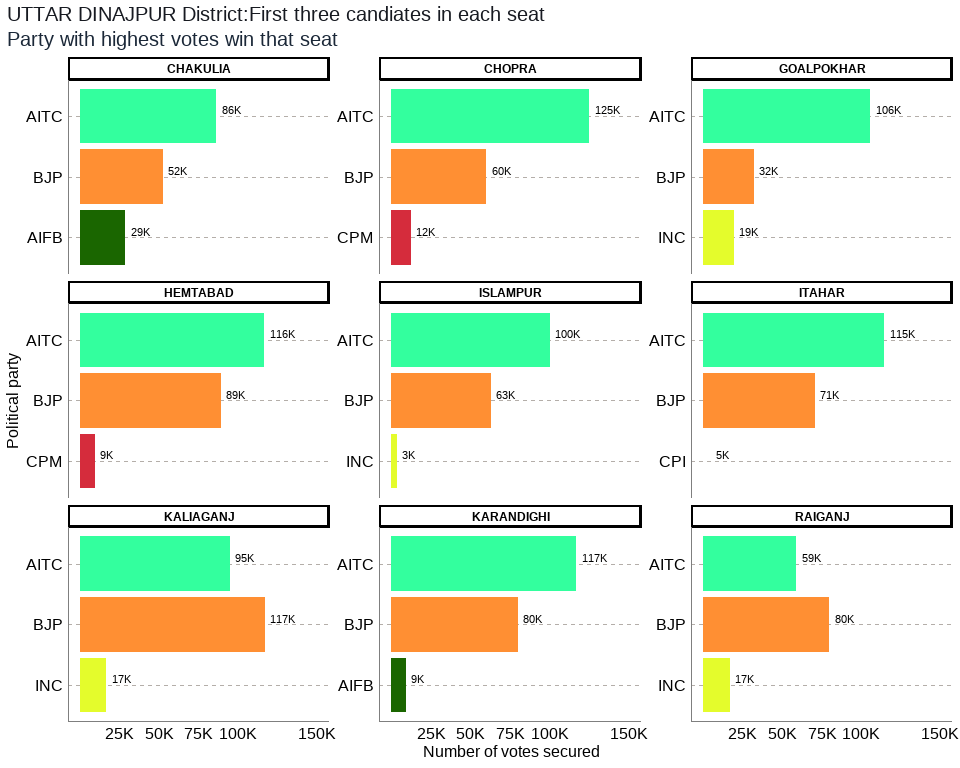 UTTAR DINAJPUR District:First three candiates in each seat
Party with highest votes win that seat
CHAKULIA
AITC 86K
BJP 52K
AIFB 29K
CHOPRA
AITC 125K
BJP 60K
CPM 12K
GOALPOKHAR
AITC 106K
BJP 32K
INC 19K
HEMTABAD
AITC 116K
BJP 89K
CPM 9K
ISLAMPUR
AITC 100K
BJP 63K
INC 3K
ITAHAR
AITC 115K
BJP 71K
CPI 5K
KALIAGANJ
AITC 95K
BJP 117K
INC 17K
25K 50K 75K 100K 150K
KARANDIGHI
AITC 117K
BJP 80K
AIFB 9K
25K 50K 75K 100K 150K
RAIGANJ
AITC 59K
BJP 80K
INC 17K
25K 50K 75K 100K 150K
Political party
Number of votes secured